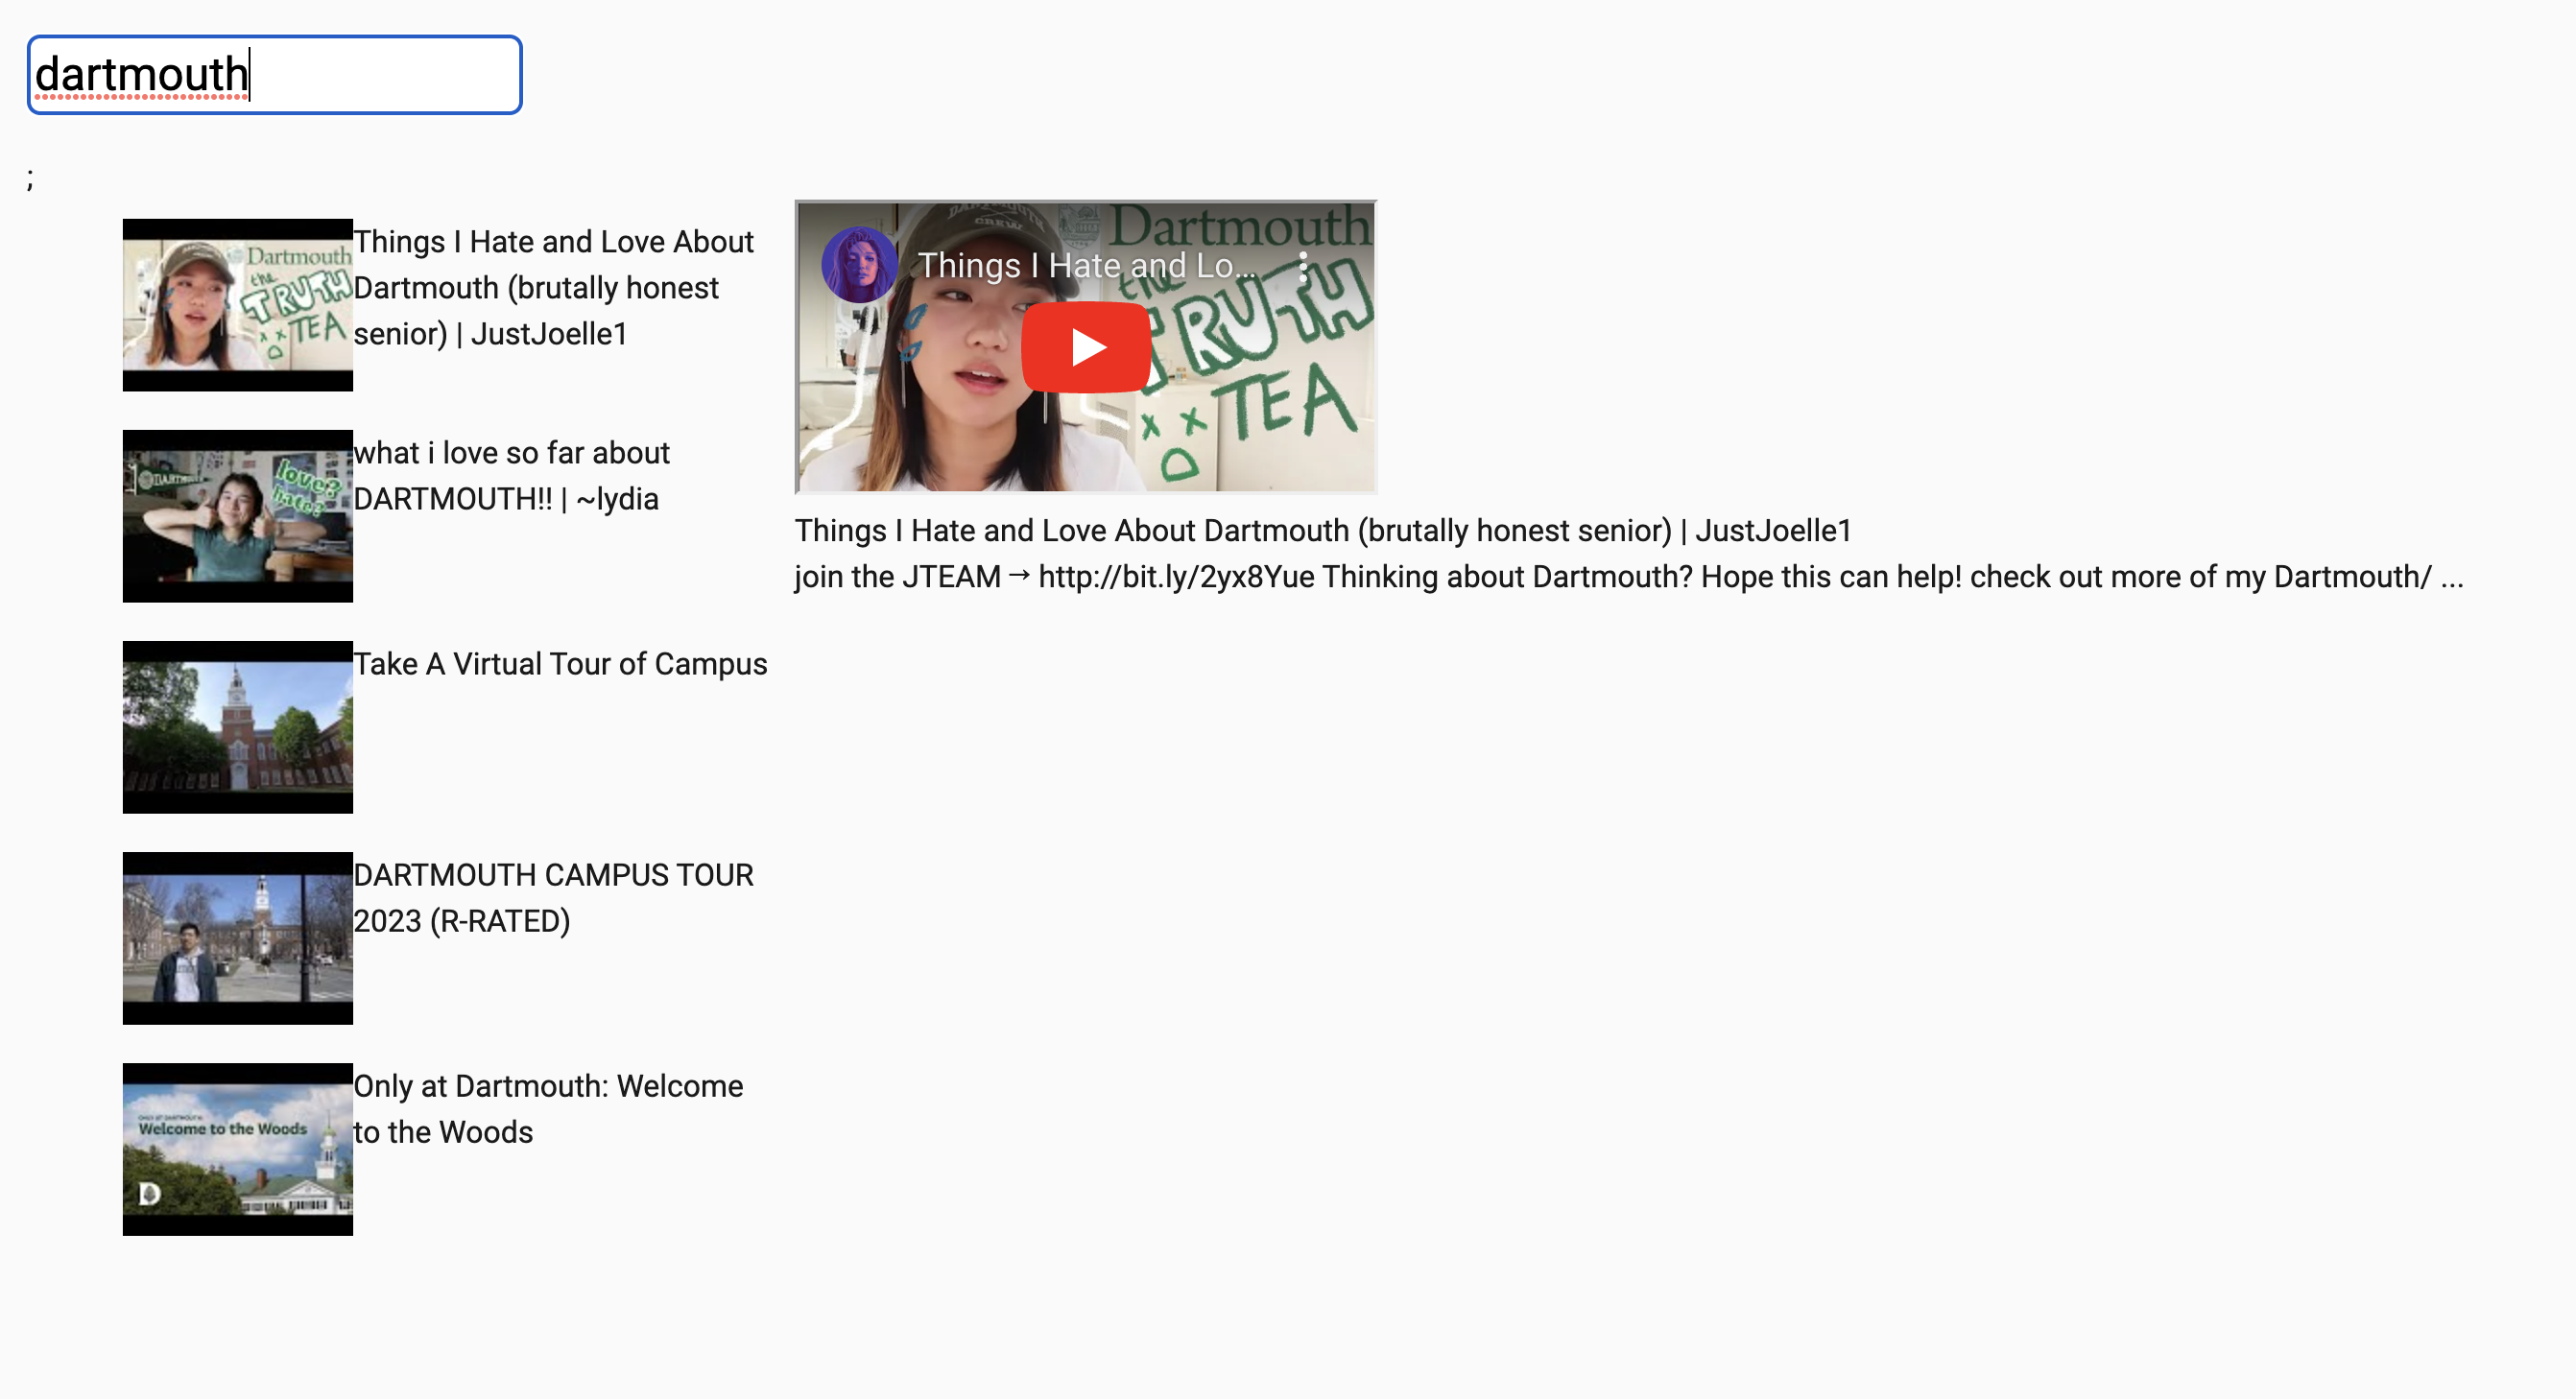 dartmouth
;
Dartmouth
the
TRUTH
TEA
Things I Hate and Love About
Dartmouth (brutally honest
senior) | JustJoelle1
Dartmouth
CREW
Things I Hate and Lo...
the
TRUTH
TEA
Things I Hate and Love About Dartmouth (brutally honest senior) | JustJoelle1
join the JTEAM → http://bit.ly/2yx8Yue Thinking about Dartmouth? Hope this can help! check out more of my Dartmouth/ ...
love?
hate?
what i love so far about
DARTMOUTH!! | ~lydia
Take A Virtual Tour of Campus
DARTMOUTH CAMPUS TOUR
2023 (R-RATED)
ONLY AT DARTMOUTH:
Welcome to the Woods
D
Only at Dartmouth: Welcome
to the Woods